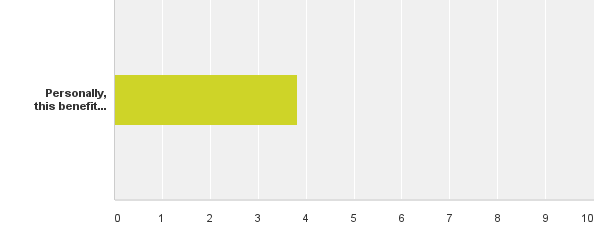 Personally,
this benefit...
0 1 2 3 4 5 6 7 8 9 10